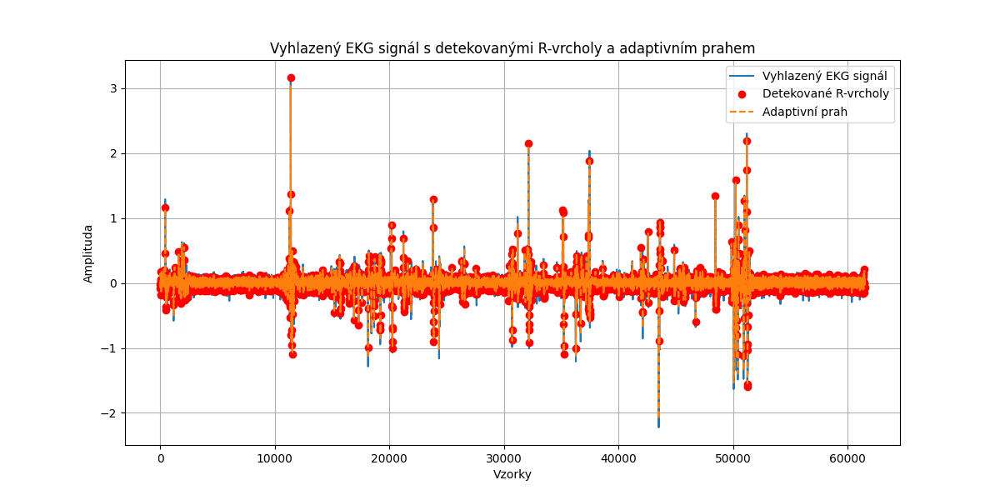 Vyhlazený EKG signál s detekovanými R-vrcholy a adaptivním prahem
Vyhlazený EKG signál
Detekované R-vrcholy
Adaptivní prah
Amplituda
3
2
1
0
−1
−2
0
10000
20000
30000
40000
50000
60000
Vzorky